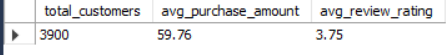 total_customers avg_purchase_amount avg_review_rating
3900 59.76 3.75